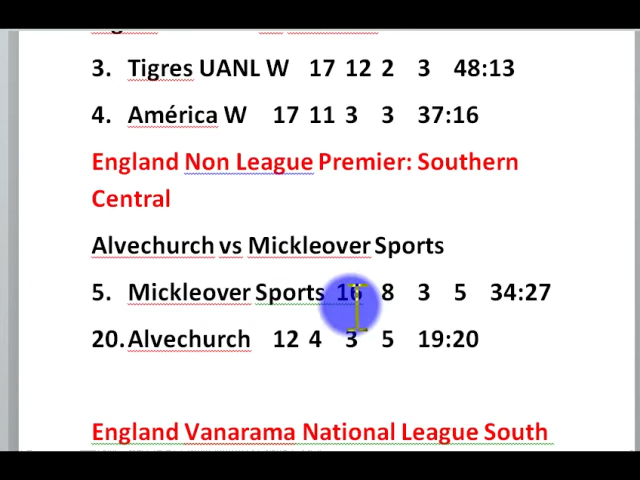 3. Tigres UANL W 17 12 2 3 48:13
4. América W 17 11 3 3 37:16
England Non League Premier: Southern
Central
Alvechurch vs Mickleover Sports
5. Mickleover Sports 16 8 3 5 34:27
20. Alvechurch 12 4 3 5 19:20
England Vanarama National League South